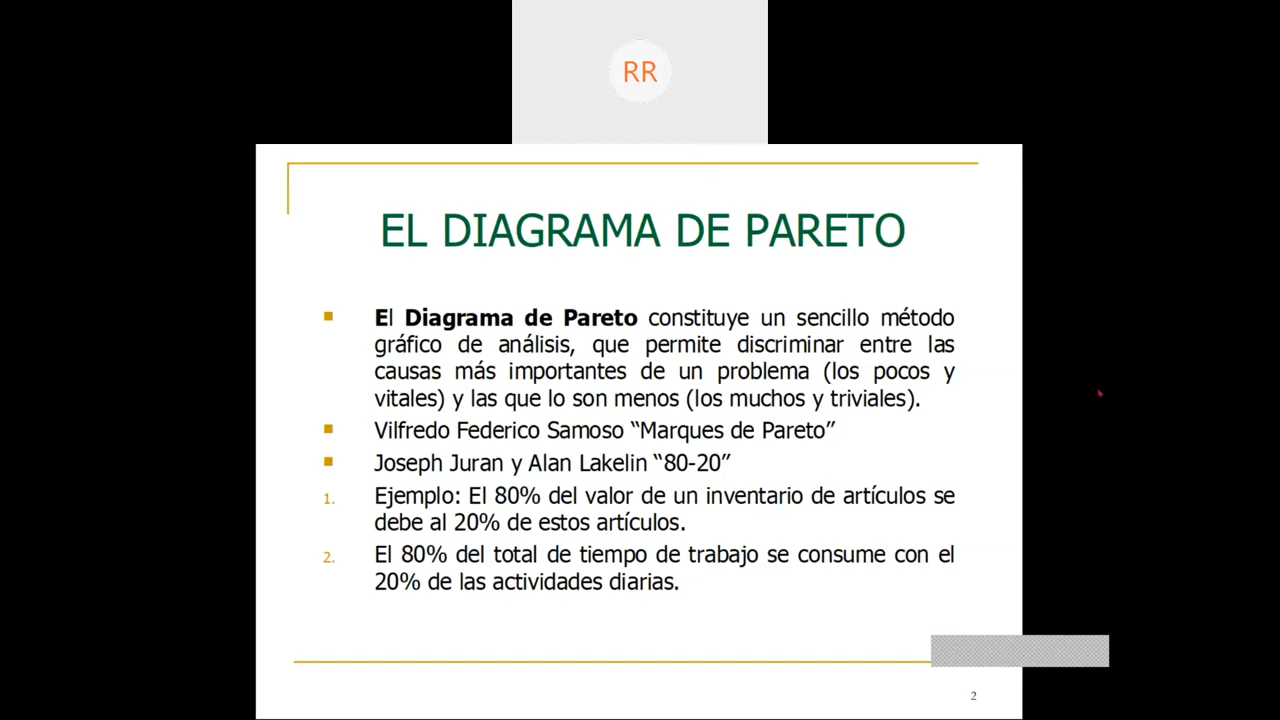 RR
EL DIAGRAMA DE PARETO
El Diagrama de Pareto constituye un sencillo método
gráfico de análisis, que permite discriminar entre las
causas más importantes de un problema (los pocos y
vitales) y las que lo son menos (los muchos y triviales).
Vilfredo Federico Samoso “Marques de Pareto”
Joseph Juran y Alan Lakelin “80-20”
1. Ejemplo: El 80% del valor de un inventario de artículos se
debe al 20% de estos artículos.
2. El 80% del total de tiempo de trabajo se consume con el
20% de las actividades diarias.
2